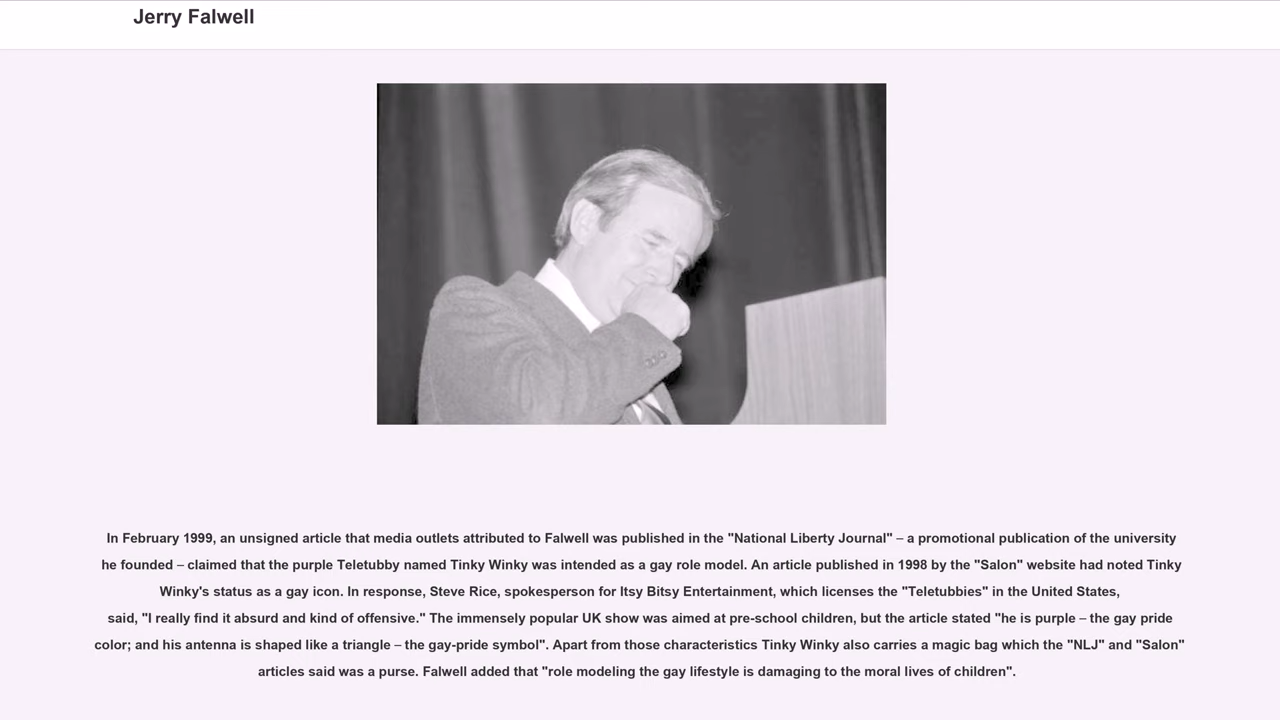 Jerry Falwell
In February 1999, an unsigned article that media outlets attributed to Falwell was published in the "National Liberty Journal" – a promotional publication of the university
he founded – claimed that the purple Teletubby named Tinky Winky was intended as a gay role model. An article published in 1998 by the "Salon" website had noted Tinky
Winky's status as a gay icon. In response, Steve Rice, spokesperson for Itsy Bitsy Entertainment, which licenses the "Teletubbies" in the United States,
said, "I really find it absurd and kind of offensive." The immensely popular UK show was aimed at pre-school children, but the article stated "he is purple – the gay pride
color; and his antenna is shaped like a triangle – the gay-pride symbol". Apart from those characteristics Tinky Winky also carries a magic bag which the "NLJ" and "Salon"
articles said was a purse. Falwell added that "role modeling the gay lifestyle is damaging to the moral lives of children".